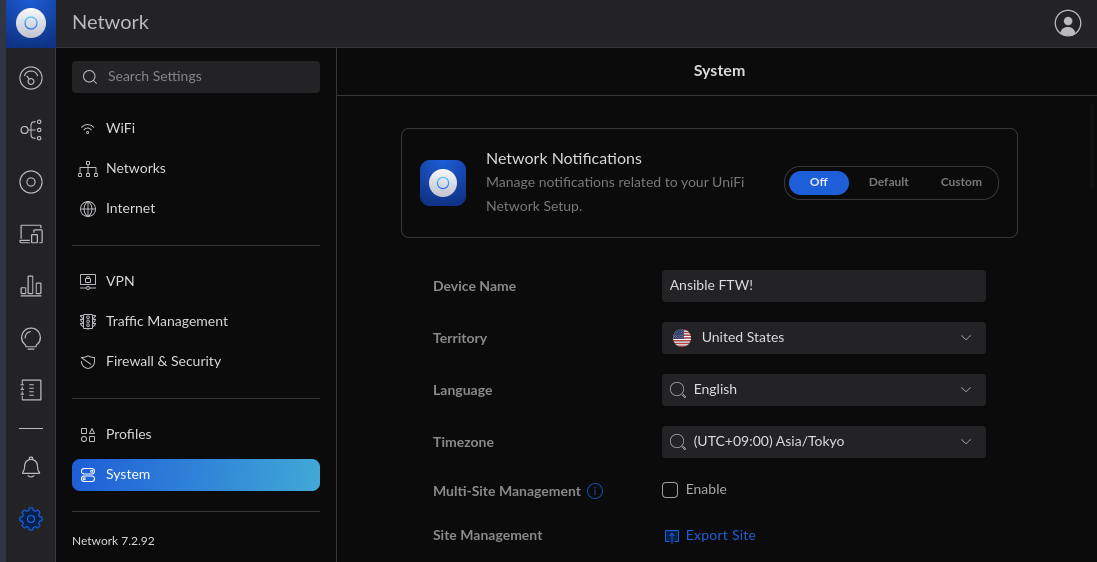 Network
Search Settings
WiFi
Networks
Internet
VPN
Traffic Management
Firewall & Security
Profiles
System
Network 7.2.92
System
Network Notifications
Manage notifications related to your UniFi
Network Setup.
Off Default Custom
Device Name Ansible FTW!
Territory United States
Language English
Timezone (UTC+09:00) Asia/Tokyo
Multi-Site Management Enable
Site Management Export Site